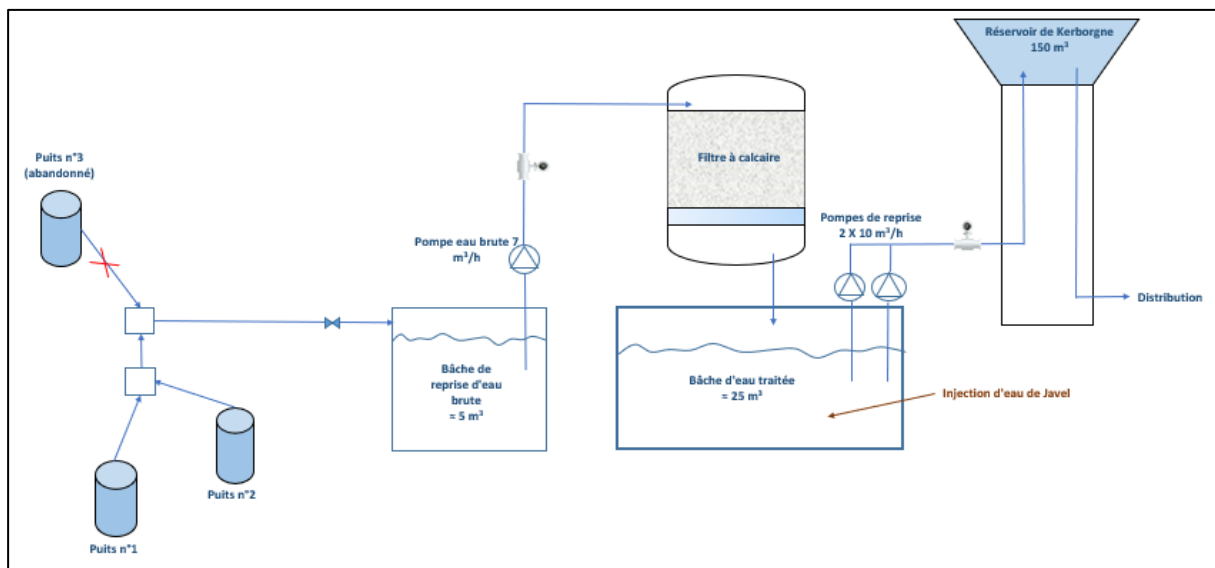 Réservoir de Kerborgne
150 m³
Puits n°3
(abandonné)
Filtre à calcaire
Pompe eau brute 7
m³/h
Pompes de reprise
2 X 10 m³/h
Distribution
Bâche de
reprise d'eau
brute
= 5 m³
Bâche d'eau traitée
= 25 m³
Injection d'eau de Javel
Puits n°2
Puits n°1